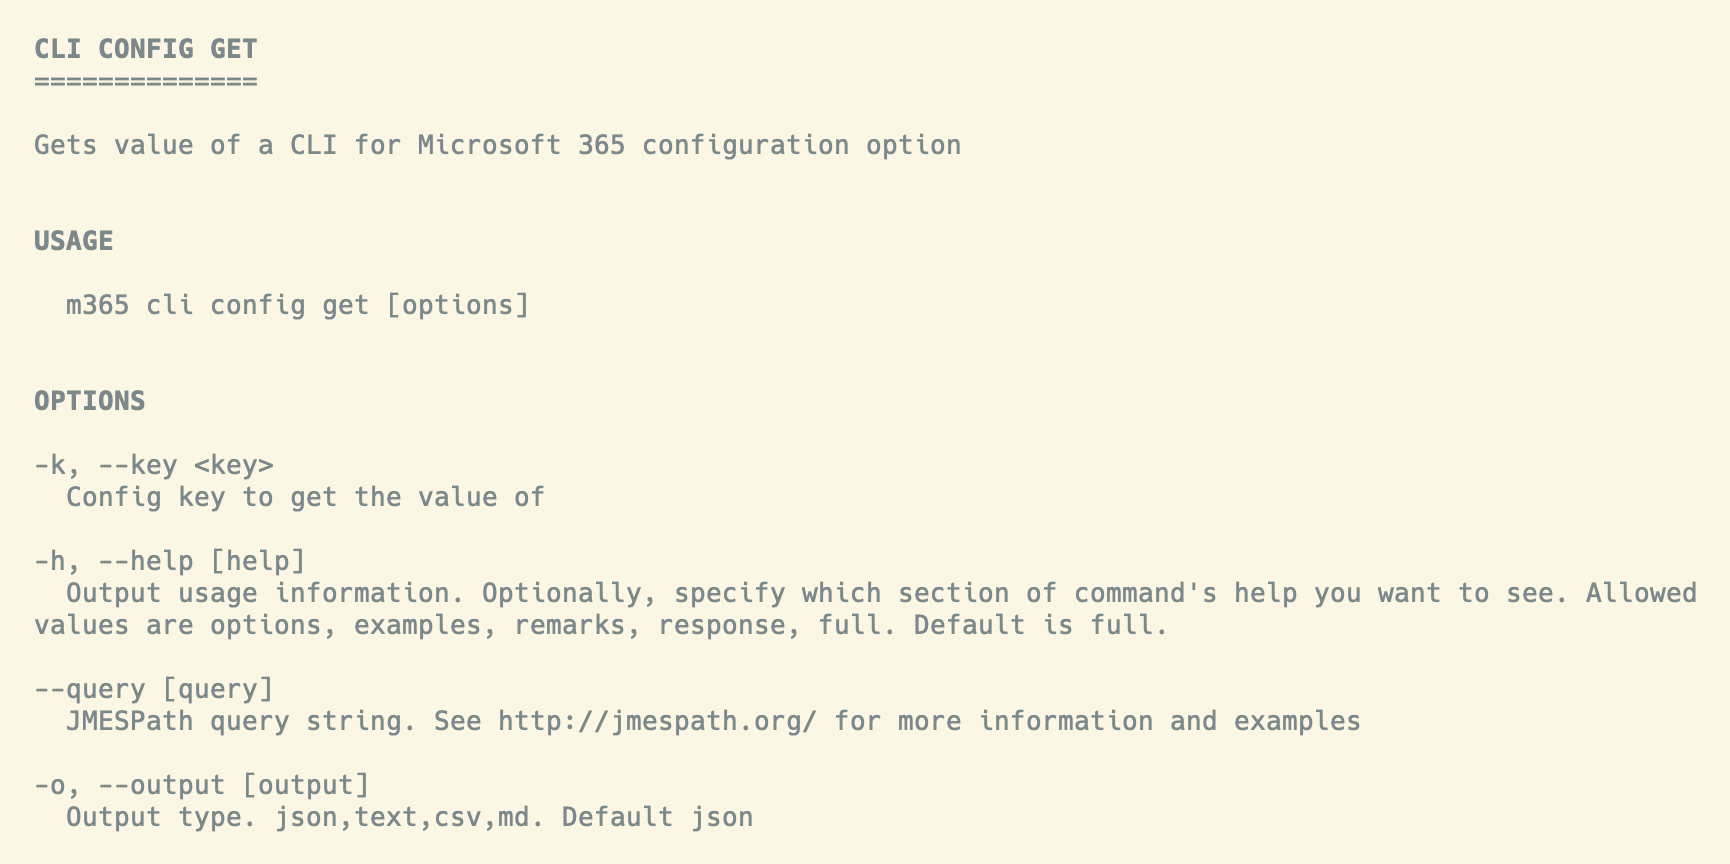 CLI CONFIG GET
==============
Gets value of a CLI for Microsoft 365 configuration option
USAGE
m365 cli config get [options]
OPTIONS
-k, --key <key>
Config key to get the value of
-h, --help [help]
Output usage information. Optionally, specify which section of command's help you want to see. Allowed
values are options, examples, remarks, response, full. Default is full.
--query [query]
JMESPath query string. See http://jmespath.org/ for more information and examples
-o, --output [output]
Output type. json,text,csv,md. Default json